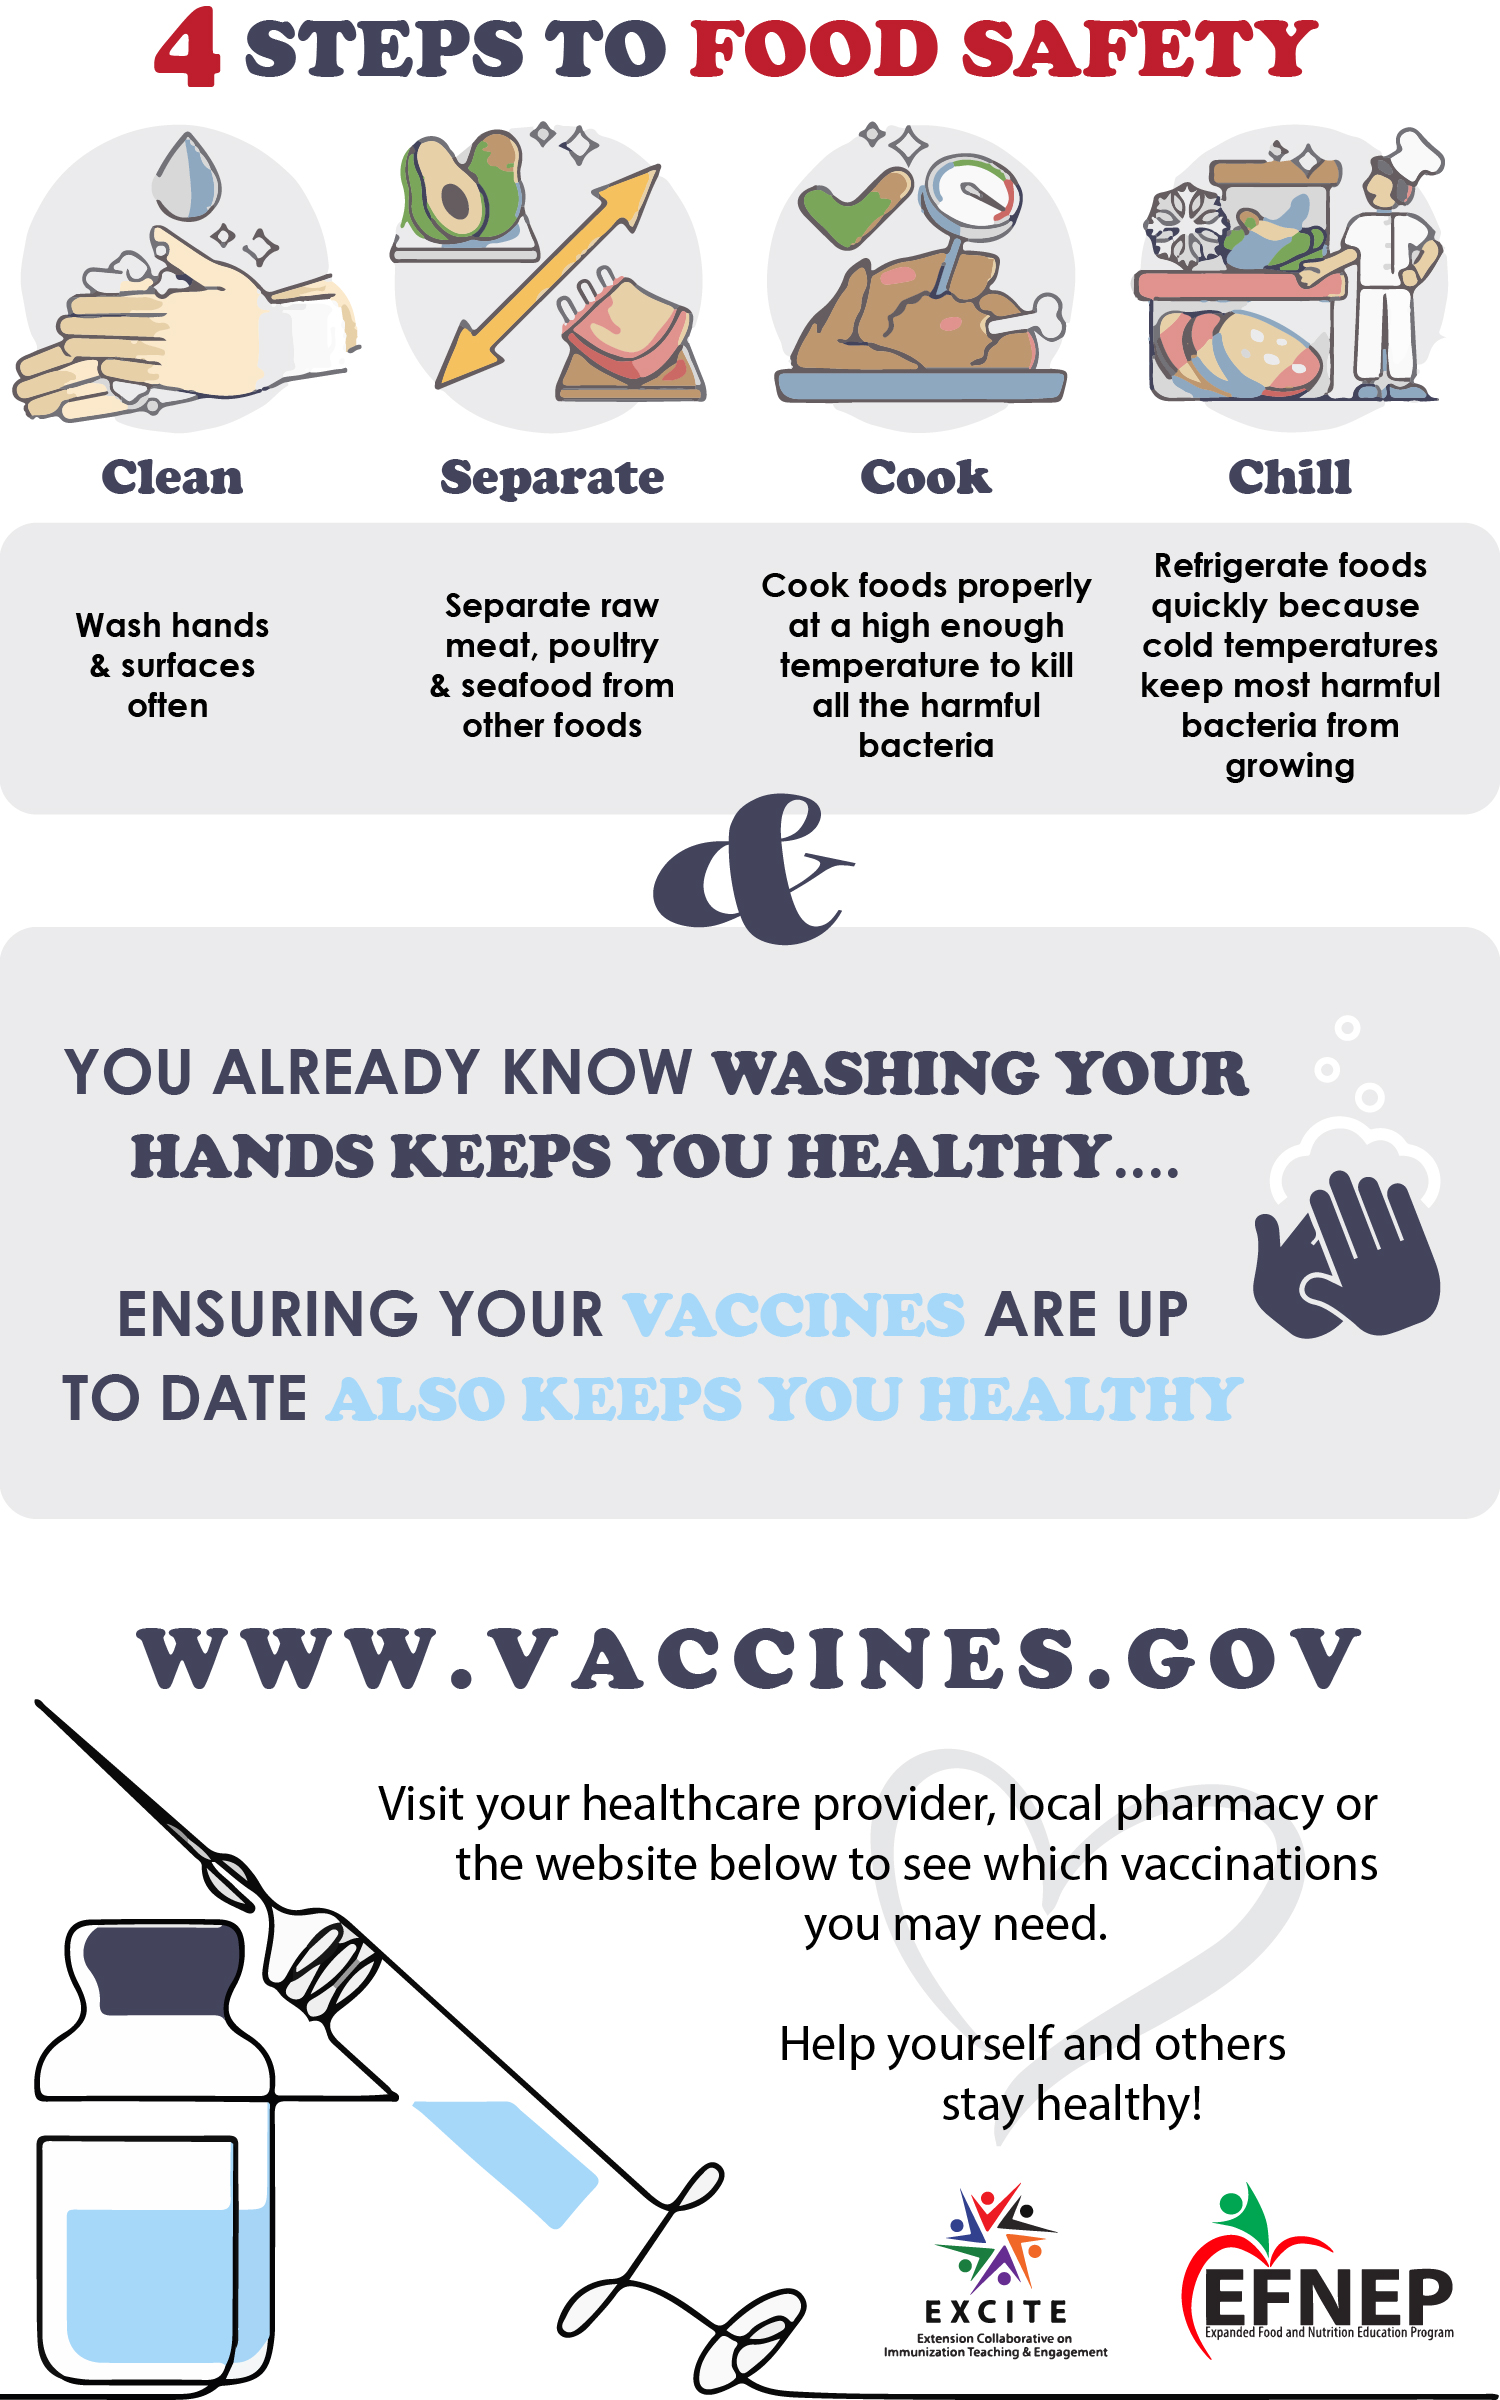 4 STEPS TO FOOD SAFETY
Clean
Separate
Cook
Chill
Wash hands
& surfaces
often
Separate raw
meat, poultry
& seafood from
other foods
Cook foods properly
at a high enough
temperature to kill
all the harmful
bacteria
Refrigerate foods
quickly because
cold temperatures
keep most harmful
bacteria from
growing
&
YOU ALREADY KNOW WASHING YOUR
HANDS KEEPS YOU HEALTHY....
ENSURING YOUR VACCINES ARE UP
TO DATE ALSO KEEPS YOU HEALTHY
WWW.VACCINES.GOV
Visit your healthcare provider, local pharmacy or
the website below to see which vaccinations
you may need.
Help yourself and others
stay healthy!
EXCITE
Extension Collaborative on
Immunization Teaching & Engagement
EFNEP
Expanded Food and Nutrition Education Program